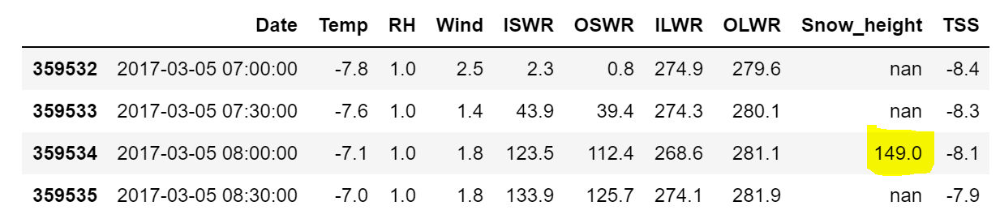 Date Temp RH Wind ISWR OSWR ILWR OLWR Snow_height TSS
359532 2017-03-05 07:00:00 -7.8 1.0 2.5 2.3 0.8 274.9 279.6 nan -8.4
359533 2017-03-05 07:30:00 -7.6 1.0 1.4 43.9 39.4 274.3 280.1 nan -8.3
359534 2017-03-05 08:00:00 -7.1 1.0 1.8 123.5 112.4 268.6 281.1 149.0 -8.1
359535 2017-03-05 08:30:00 -7.0 1.0 1.8 133.9 125.7 274.1 281.9 nan -7.9